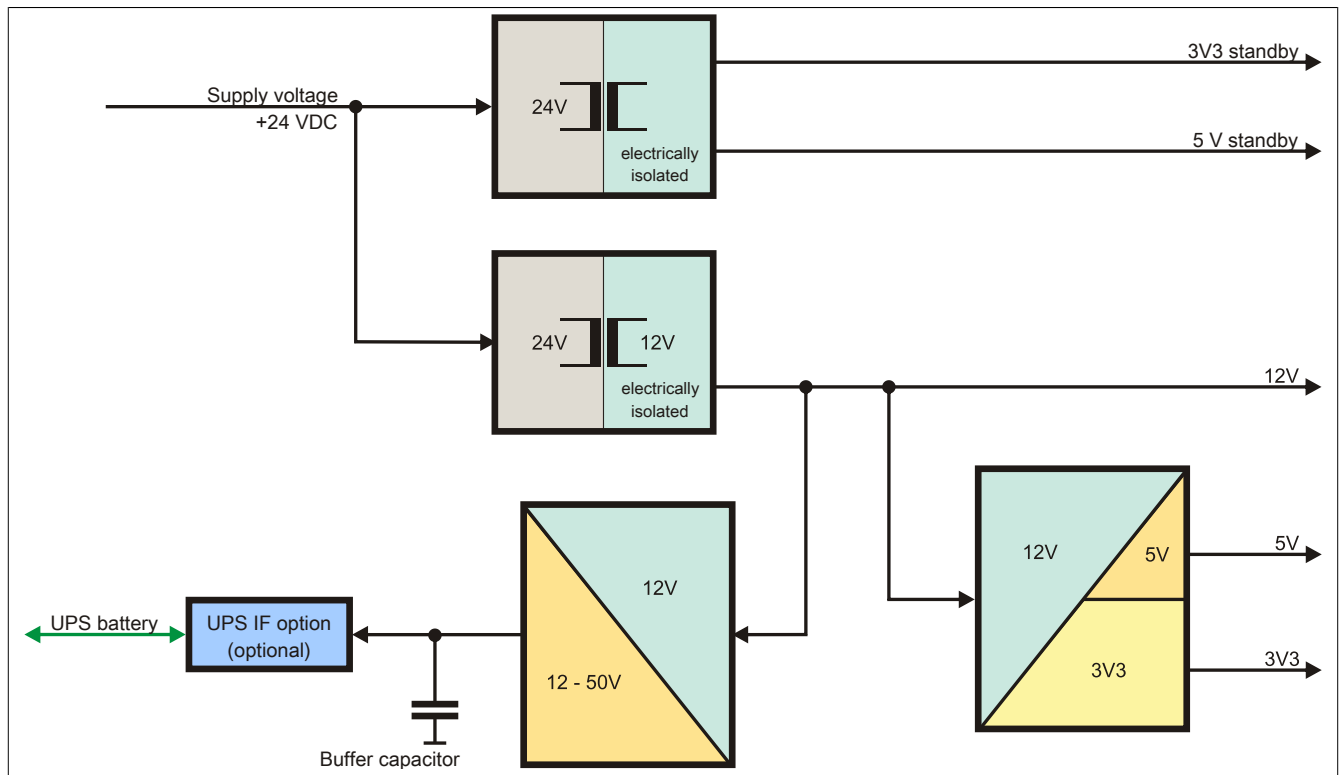 3V3 standby
Supply voltage
+24 VDC
24V
5 V standby
electrically
isolated
24V
12V
12V
electrically
isolated
12V
5V
5V
12V
UPS battery
UPS IF option
(optional)
3V3
3V3
12 - 50V
Buffer capacitor